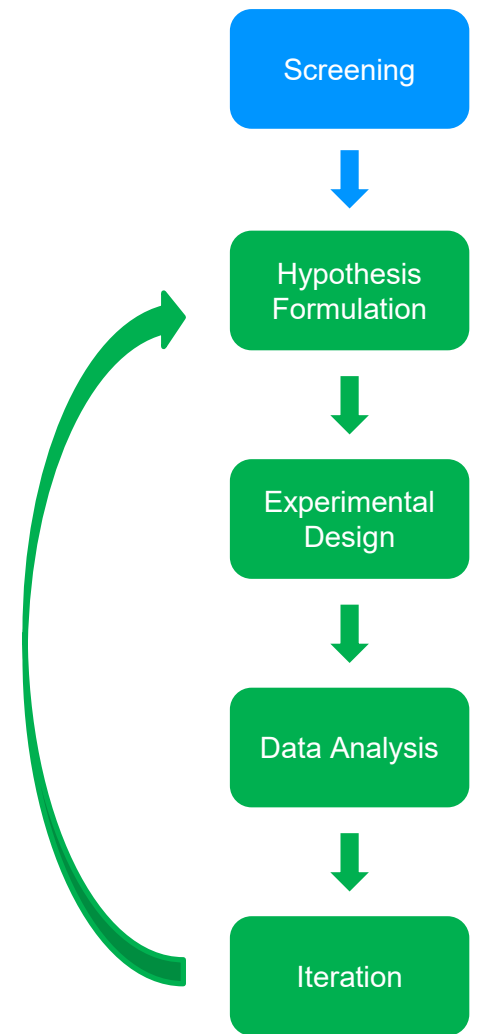 Screening
Hypothesis
Formulation
Experimental
Design
Data Analysis
Iteration